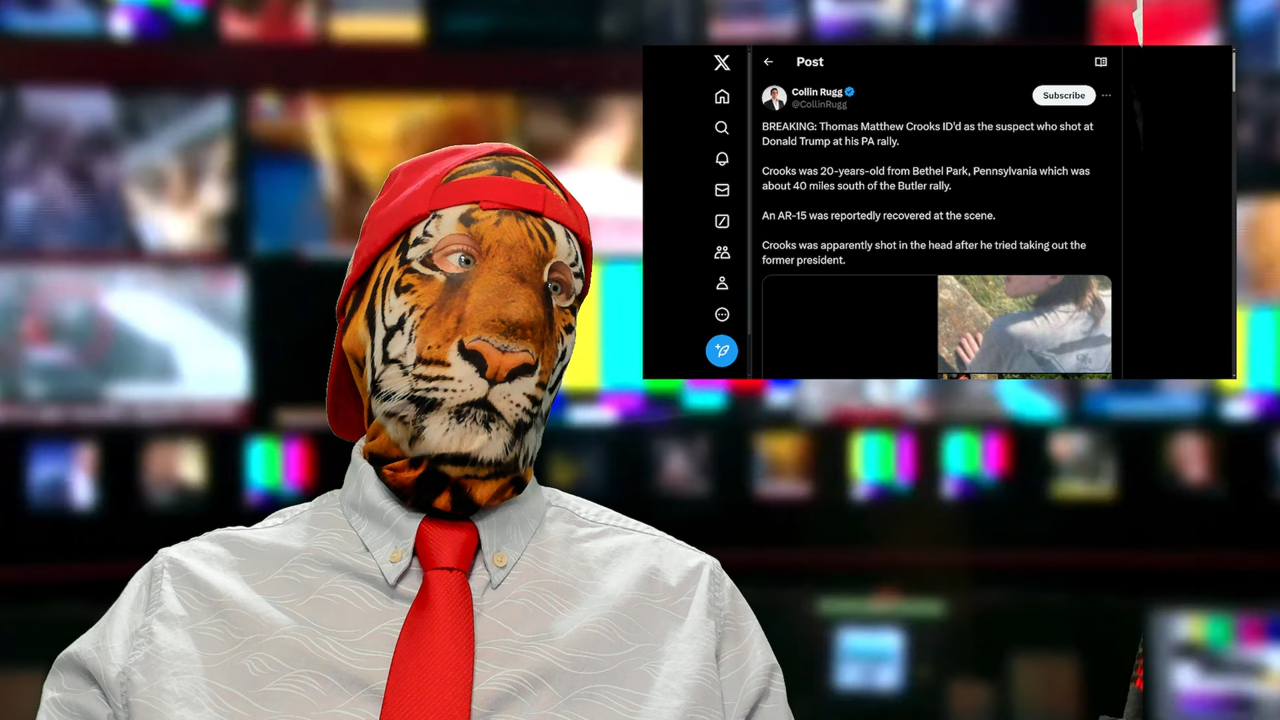 Post
Collin Rugg
@CollinRugg
Subscribe
BREAKING: Thomas Matthew Crooks ID'd as the suspect who shot at
Donald Trump at his PA rally.
Crooks was 20-years-old from Bethel Park, Pennsylvania which was
about 40 miles south of the Butler rally.
An AR-15 was reportedly recovered at the scene.
Crooks was apparently shot in the head after he tried taking out the
former president.